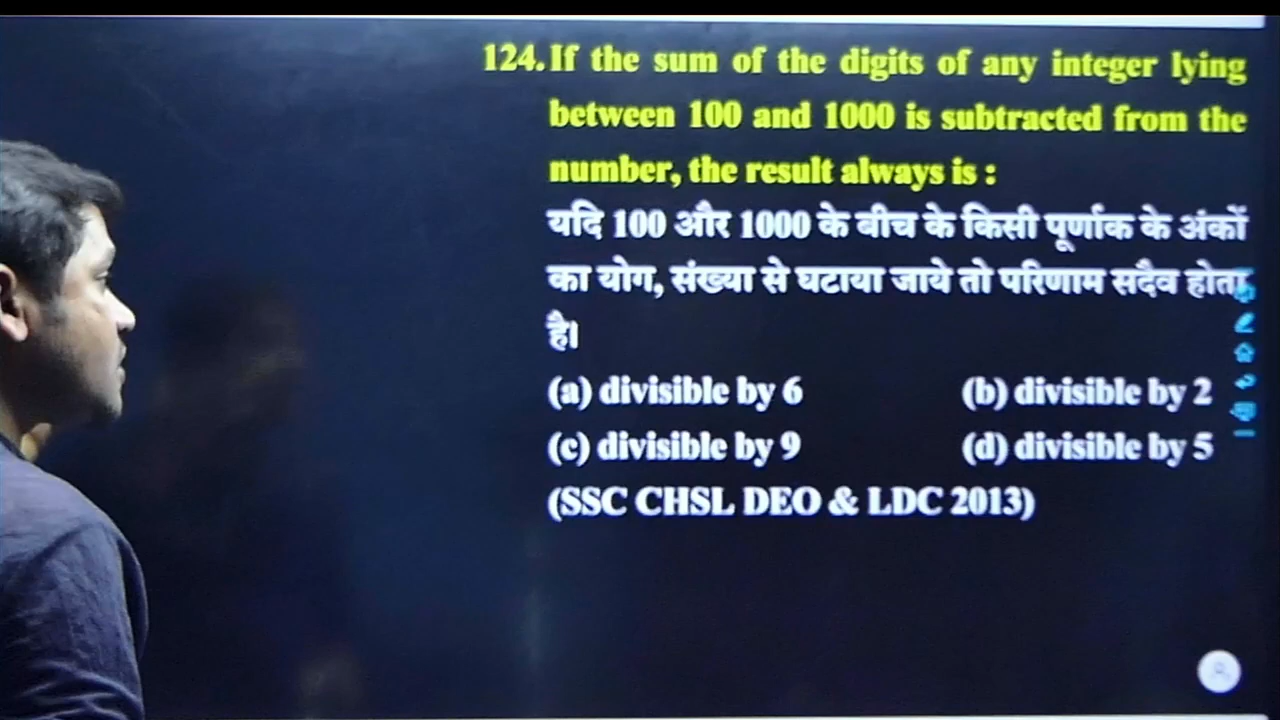 124.If the sum of the digits of any integer lying
between 100 and 1000 is subtracted from the
number, the result always is :
यदि 100 और 1000 के बीच के किसी पूर्णाक के अंकों
का योग, संख्या से घटाया जाये तो परिणाम सदैव होता
है।
(a) divisible by 6 (b) divisible by 2
(c) divisible by 9 (d) divisible by 5
(SSC CHSL DEO & LDC 2013)